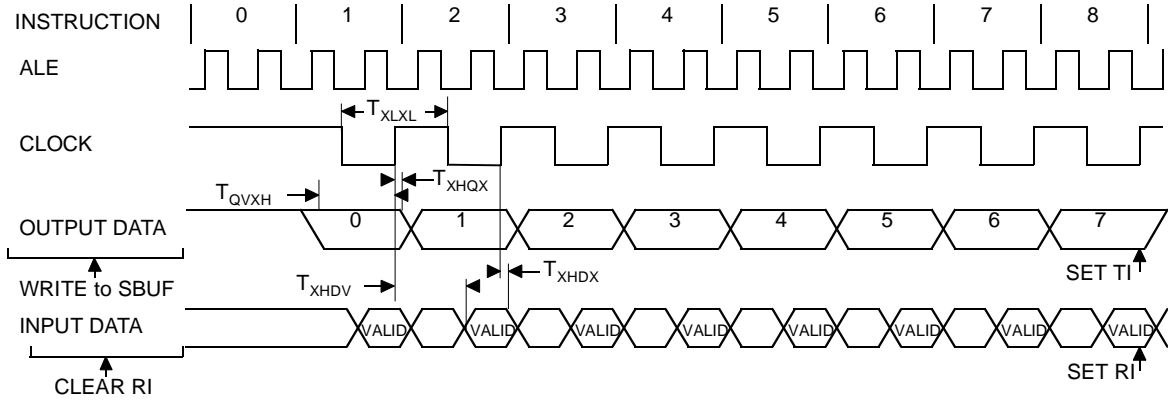 INSTRUCTION 0 1 2 3 4 5 6 7 8
ALE
TXLXL
CLOCK
TQVXH TXHQX
OUTPUT DATA 0 1 2 3 4 5 6 7
WRITE to SBUF TXHDV TXHDX SET TI
INPUT DATA VALID VALID VALID VALID VALID VALID VALID VALID
CLEAR RI SET RI